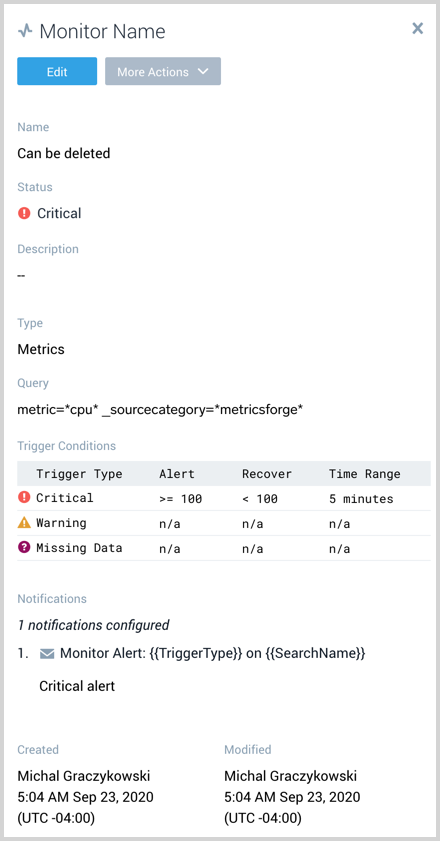 Monitor Name
Edit More Actions
Name
Can be deleted
Status
Critical
Description
--
Type
Metrics
Query
metric=*cpu* _sourcecategory=*metricsforge*
Trigger Conditions
Trigger Type Alert Recover Time Range
Critical >= 100 < 100 5 minutes
Warning n/a n/a n/a
Missing Data n/a n/a n/a
Notifications
1 notifications configured
1. Monitor Alert: {{TriggerType}} on {{SearchName}}
Critical alert
Created Modified
Michal Graczykowski Michal Graczykowski
5:04 AM Sep 23, 2020 5:04 AM Sep 23, 2020
(UTC -04:00) (UTC -04:00)